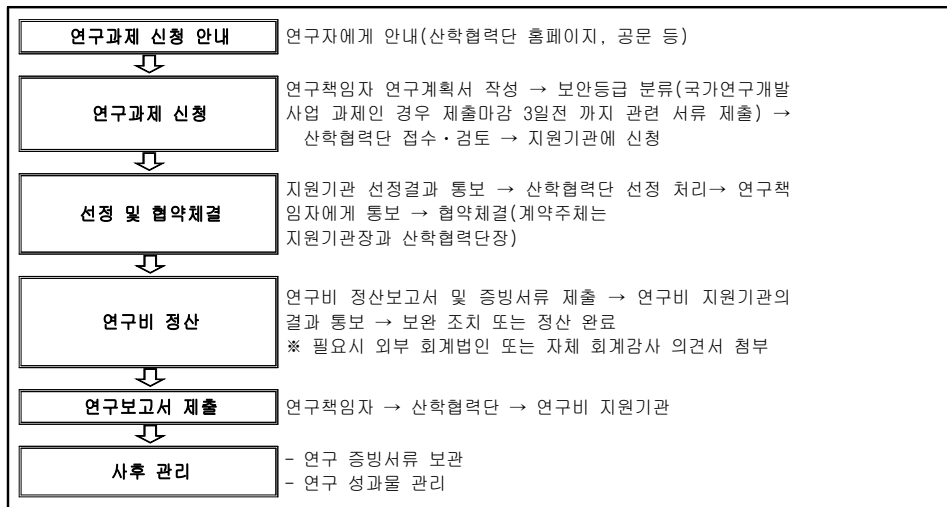 연구과제 신청 안내
연구자에게 안내(산학협력단 홈페이지, 공문 등)
연구과제 신청
연구책임자 연구계획서 작성 → 보안등급 분류(국가연구개발
사업 과제인 경우 제출마감 3일전 까지 관련 서류 제출) →
산학협력단 접수・검토 → 지원기관에 신청
선정 및 협약체결
지원기관 선정결과 통보 → 산학협력단 선정 처리→ 연구책
임자에게 통보 → 협약체결(계약주체는
지원기관장과 산학협력단장)
연구비 정산
연구비 정산보고서 및 증빙서류 제출 → 연구비 지원기관의
결과 통보 → 보완 조치 또는 정산 완료
※ 필요시 외부 회계법인 또는 자체 회계감사 의견서 첨부
연구보고서 제출
연구책임자 → 산학협력단 → 연구비 지원기관
사후 관리
- 연구 증빙서류 보관
- 연구 성과물 관리